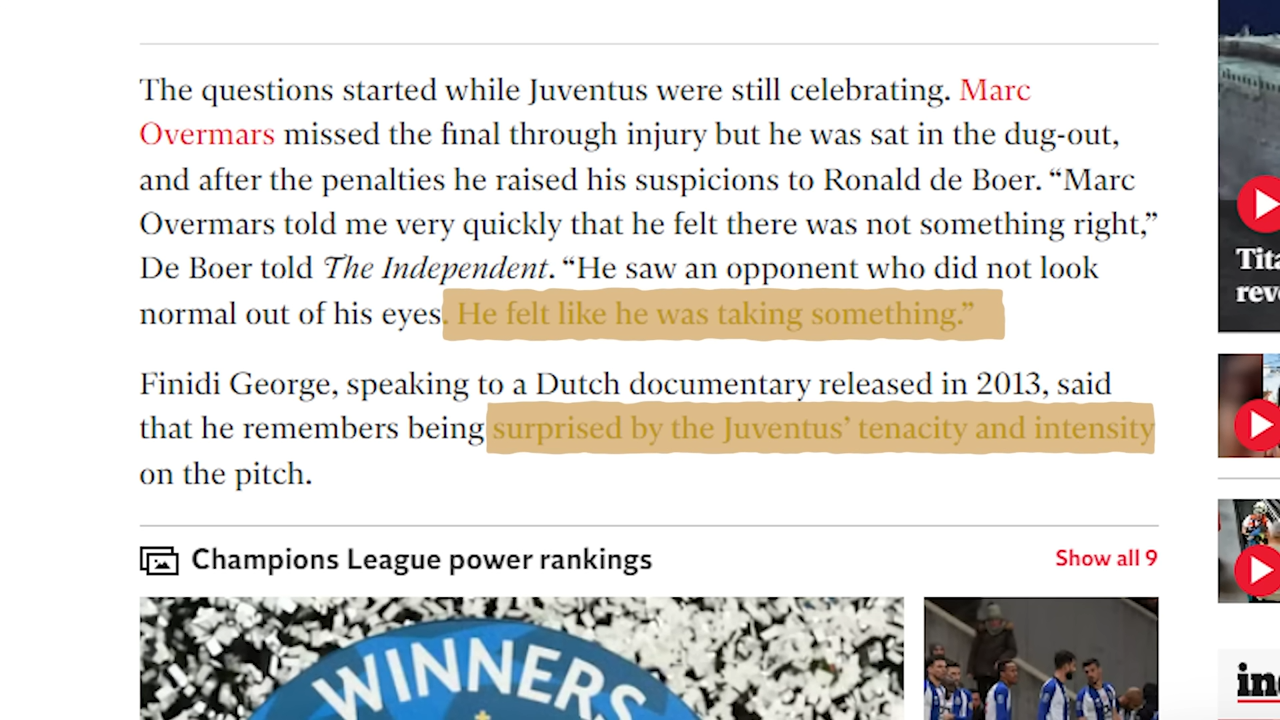 The questions started while Juventus were still celebrating. Marc
Overmars missed the final through injury but he was sat in the dug-out,
and after the penalties he raised his suspicions to Ronald de Boer. “Marc
Overmars told me very quickly that he felt there was not something right,”
De Boer told The Independent. “He saw an opponent who did not look
normal out of his eyes. He felt like he was taking something.”
Finidi George, speaking to a Dutch documentary released in 2013, said
that he remembers being surprised by the Juventus’ tenacity and intensity
on the pitch.
Champions League power rankings
Show all 9
WINNERS